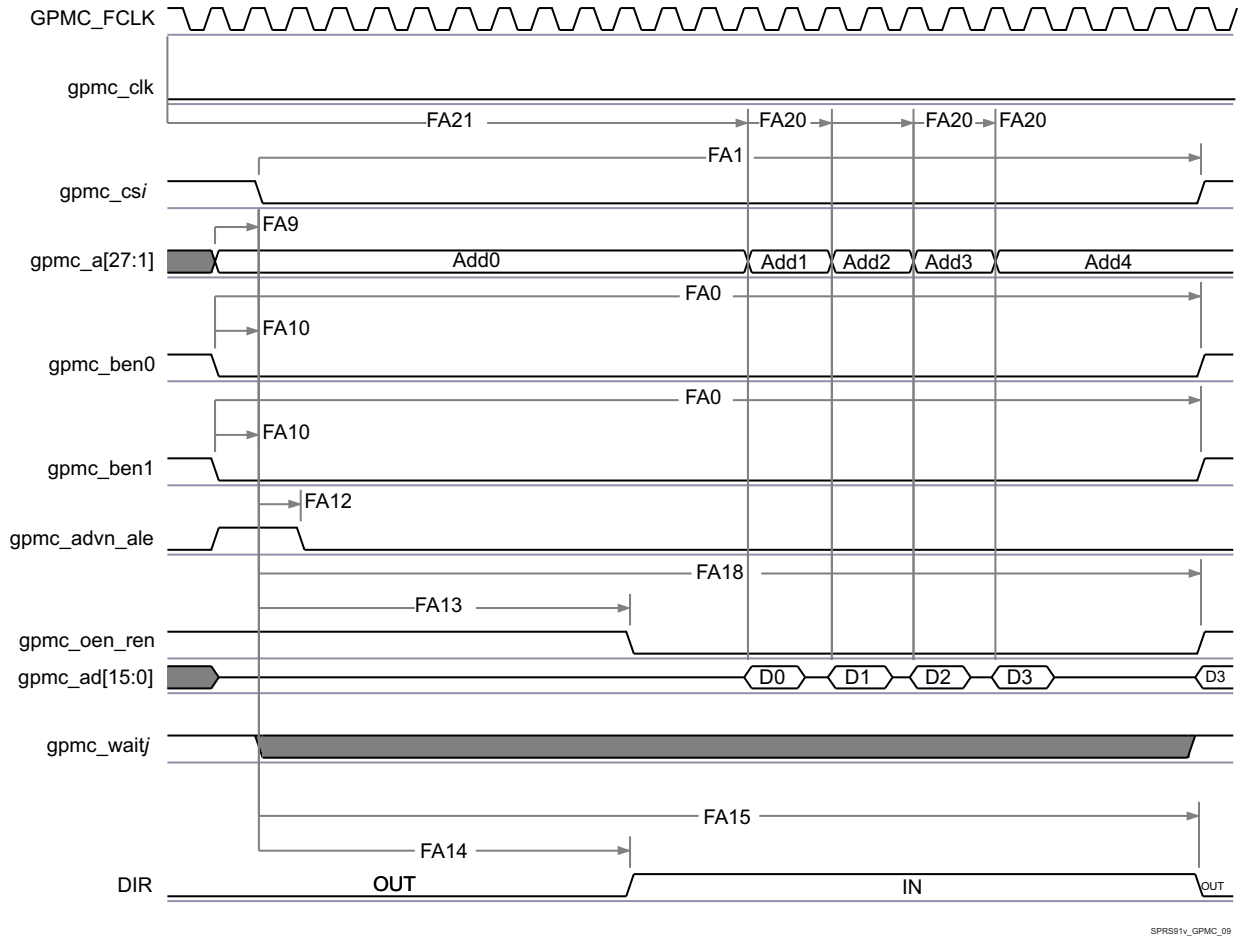 GPMC_FCLK
gpmc_clk
FA21 FA20 FA20 FA20
FA1
gpmc_csi
FA9
gpmc_a[27:1] Add0 Add1 Add2 Add3 Add4
FA0
FA10
gpmc_ben0
FA0
FA10
gpmc_ben1
FA12
gpmc_advn_ale
FA18
FA13
gpmc_oen_ren
gpmc_ad[15:0] D0 D1 D2 D3 D3
gpmc_waitj
FA15
FA14
DIR OUT IN OUT
SPRS91v_GPMC_09